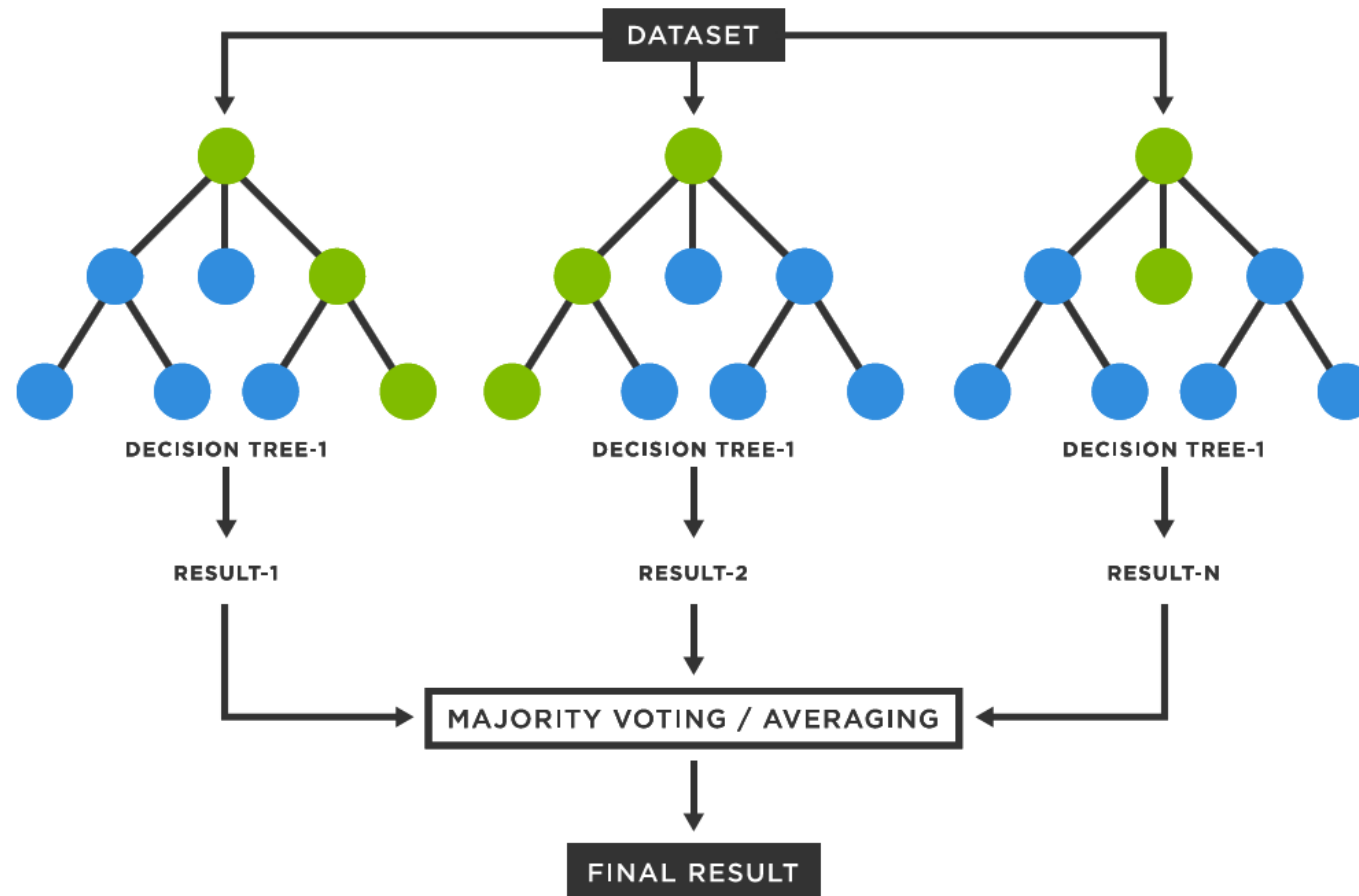 DATASET
DECISION TREE-1
DECISION TREE-1
DECISION TREE-1
RESULT-1
RESULT-2
RESULT-N
MAJORITY VOTING / AVERAGING
FINAL RESULT